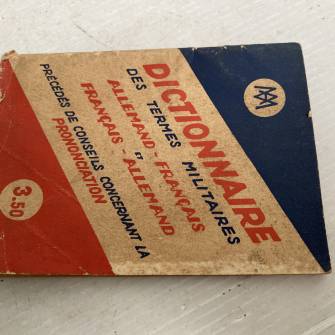 DICTIONNAIRE
DES TERMES MILITAIRES
ALLEMAND - FRANÇAIS
ET
FRANÇAIS - ALLEMAND
PRÉCÉDÉS DE CONSEILS CONCERNANT LA
PRONONCIATION
3.50